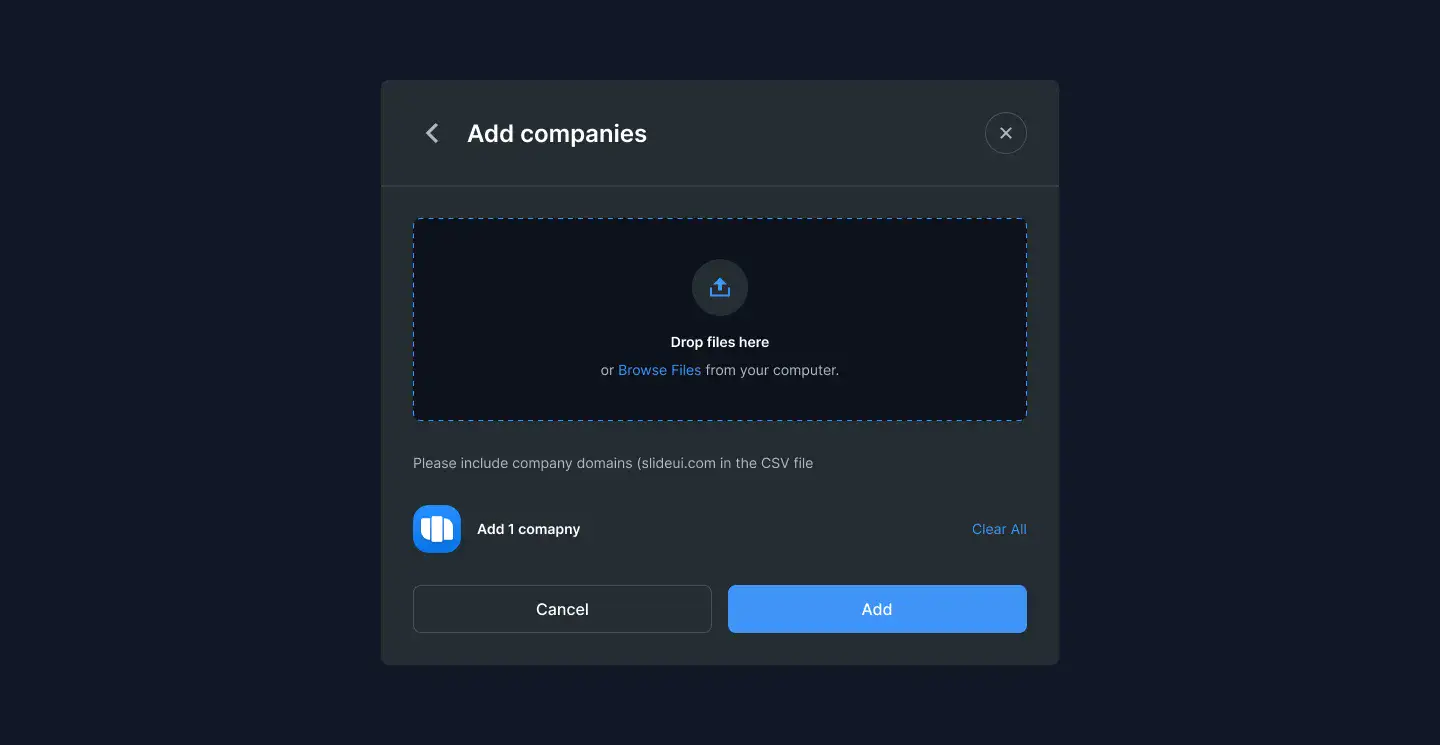 Add companies
Drop files here
or Browse Files from your computer.
Please include company domains (slideui.com in the CSV file
Add 1 comapny
Clear All
Cancel
Add